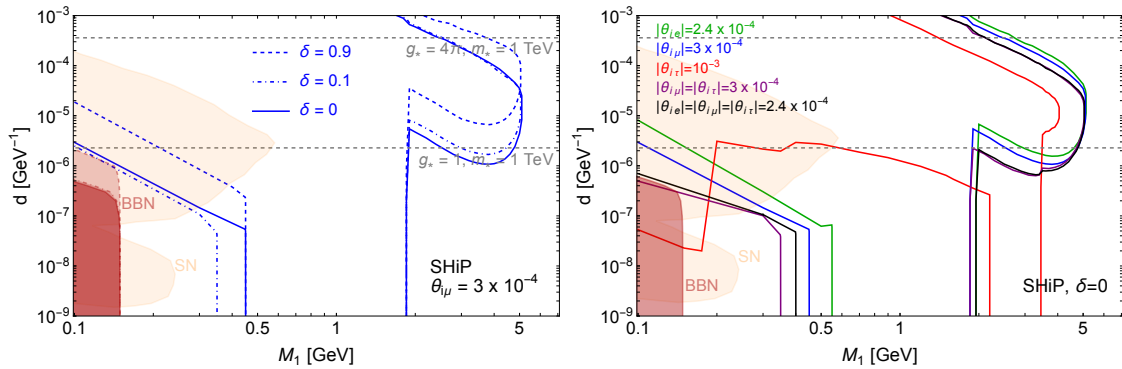 10⁻³
10⁻⁴
10⁻⁵
10⁻⁶
10⁻⁷
10⁻⁸
10⁻⁹
d [GeV⁻¹]
δ = 0.9
δ = 0.1
δ = 0
g* = 4π, m* = 1 TeV
g* = 1, m* = 1 TeV
BBN
SN
SHiP
θiμ = 3 x 10⁻⁴
0.1
0.5
1
5
M₁ [GeV]
10⁻³
10⁻⁴
10⁻⁵
10⁻⁶
10⁻⁷
10⁻⁸
10⁻⁹
d [GeV⁻¹]
|θie|=2.4 x 10⁻⁴
|θiμ|=3 x 10⁻⁴
|θiτ|=10⁻³
|θiμ|=|θiτ|=3 x 10⁻⁴
|θie|=|θiμ|=|θiτ|=2.4 x 10⁻⁴
BBN
SN
SHiP, δ=0
0.1
0.5
1
5
M₁ [GeV]